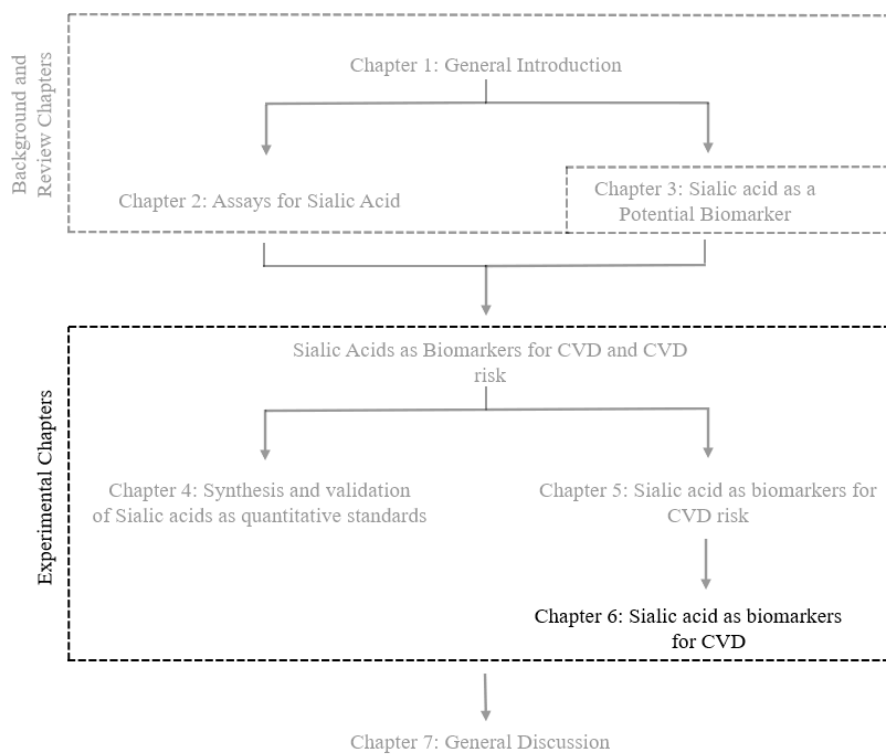 Background and
Review Chapters
Chapter 1: General Introduction
Chapter 2: Assays for Sialic Acid
Chapter 3: Sialic acid as a
Potential Biomarker
Experimental Chapters
Sialic Acids as Biomarkers for CVD and CVD
risk
Chapter 4: Synthesis and validation
of Sialic acids as quantitative standards
Chapter 5: Sialic acid as biomarkers for
CVD risk
Chapter 6: Sialic acid as biomarkers
for CVD
Chapter 7: General Discussion